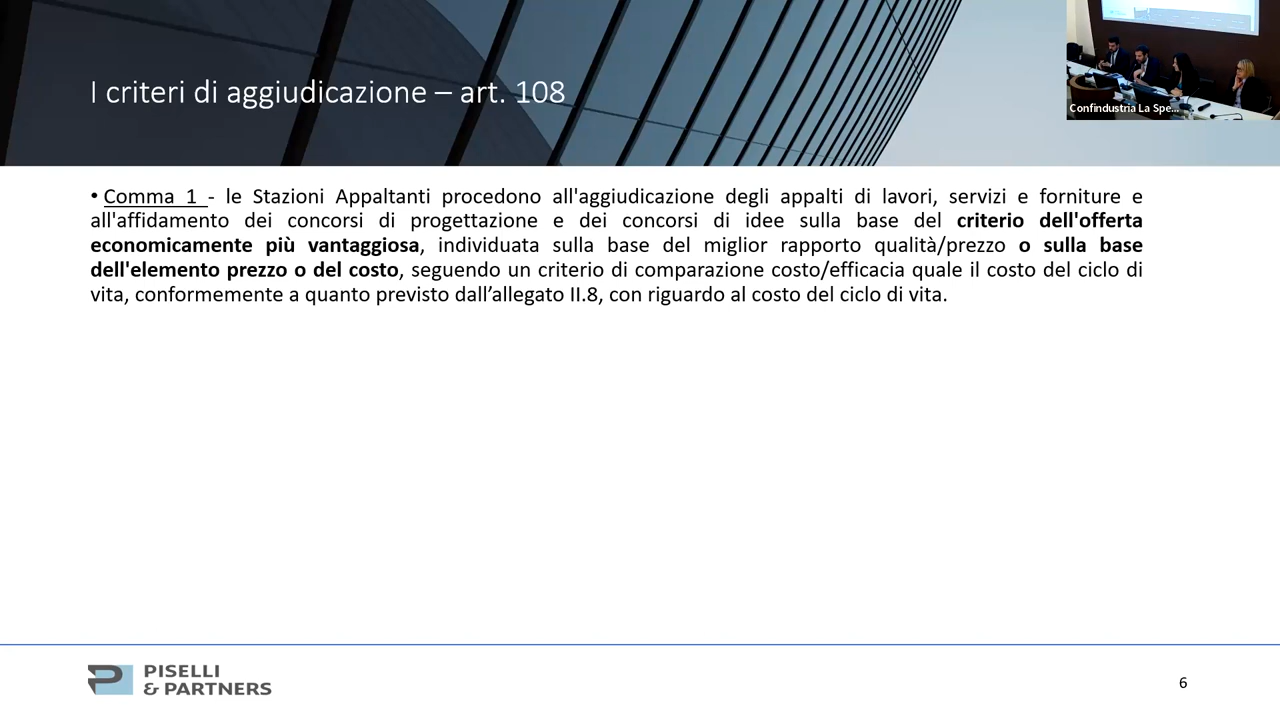 I criteri di aggiudicazione – art. 108
Confindustria La Spe...
• Comma 1 - le Stazioni Appaltanti procedono all'aggiudicazione degli appalti di lavori, servizi e forniture e
all'affidamento dei concorsi di progettazione e dei concorsi di idee sulla base del criterio dell'offerta
economicamente più vantaggiosa, individuata sulla base del miglior rapporto qualità/prezzo o sulla base
dell'elemento prezzo o del costo, seguendo un criterio di comparazione costo/efficacia quale il costo del ciclo di
vita, conformemente a quanto previsto dall’allegato II.8, con riguardo al costo del ciclo di vita.
PISELLI
& PARTNERS
6